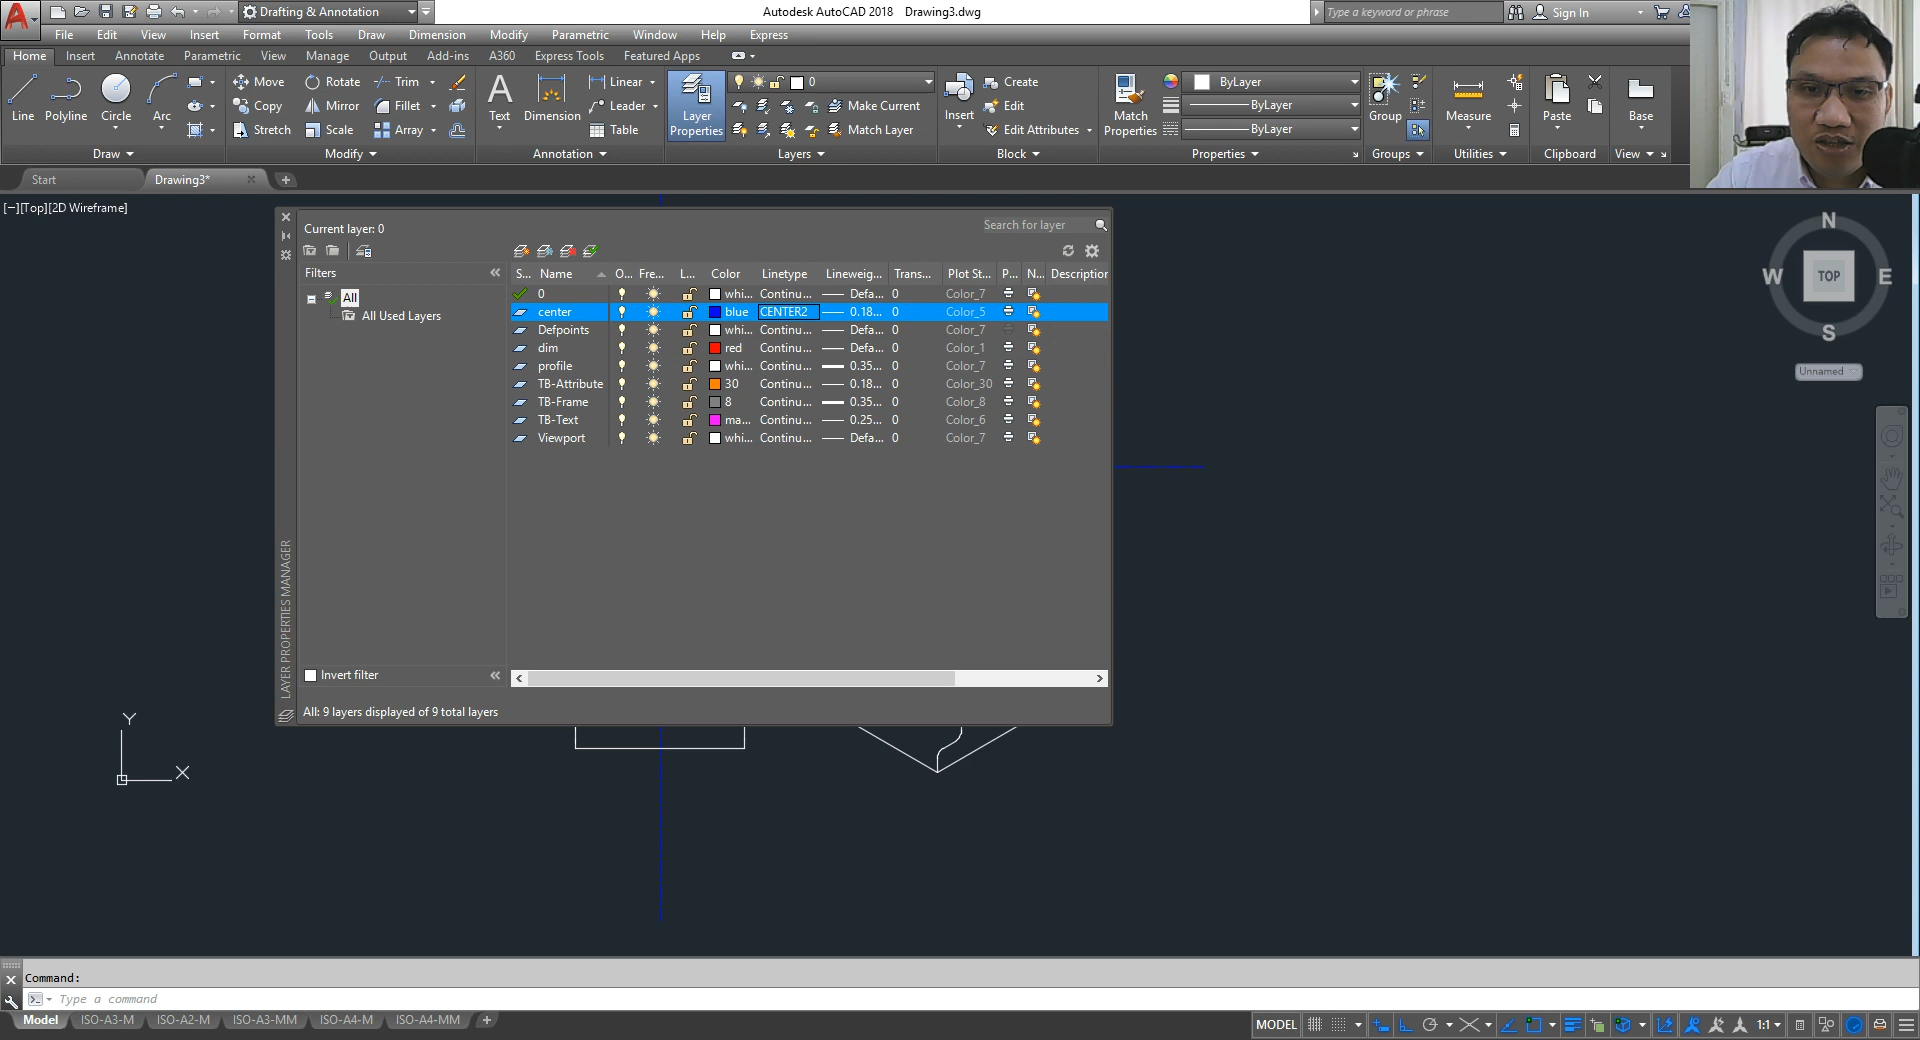 Drafting & Annotation
Autodesk AutoCAD 2018 Drawing3.dwg
Type a keyword or phrase
Sign In
File Edit View Insert Format Tools Draw Dimension Modify Parametric Window Help Express
Home Insert Annotate Parametric View Manage Output Add-ins A360 Express Tools Featured Apps
Line Polyline Circle Arc
Move Rotate Trim
Copy Mirror Fillet
Stretch Scale Array
Text Dimension
Linear
Leader
Table
Layer Properties
0
Make Current
Match Layer
Insert
Create
Edit
Edit Attributes
Match Properties
ByLayer
ByLayer
ByLayer
Group
Measure
Paste
Base
Draw Modify Annotation Layers Block Properties Groups Utilities Clipboard View
Start Drawing3*
[−][Top][2D Wireframe]
Current layer: 0
Search for layer
Filters
All
All Used Layers
S... Name O... Fre... L... Color Linetype Lineweig... Trans... Plot St... P... N... Description
0 whi... Continu... Defa... 0 Color_7
center blue CENTER2 0.18... 0 Color_5
Defpoints whi... Continu... Defa... 0 Color_7
dim red Continu... Defa... 0 Color_1
profile whi... Continu... 0.35... 0 Color_7
TB-Attribute 30 Continu... 0.18... 0 Color_30
TB-Frame 8 Continu... 0.35... 0 Color_8
TB-Text ma... Continu... 0.25... 0 Color_6
Viewport whi... Continu... Defa... 0 Color_7
Invert filter
All: 9 layers displayed of 9 total layers
LAYER PROPERTIES MANAGER
N
W TOP E
S
Unnamed
Y
X
Command:
Type a command
Model ISO-A3-M ISO-A2-M ISO-A3-MM ISO-A4-M ISO-A4-MM
MODEL 1:1